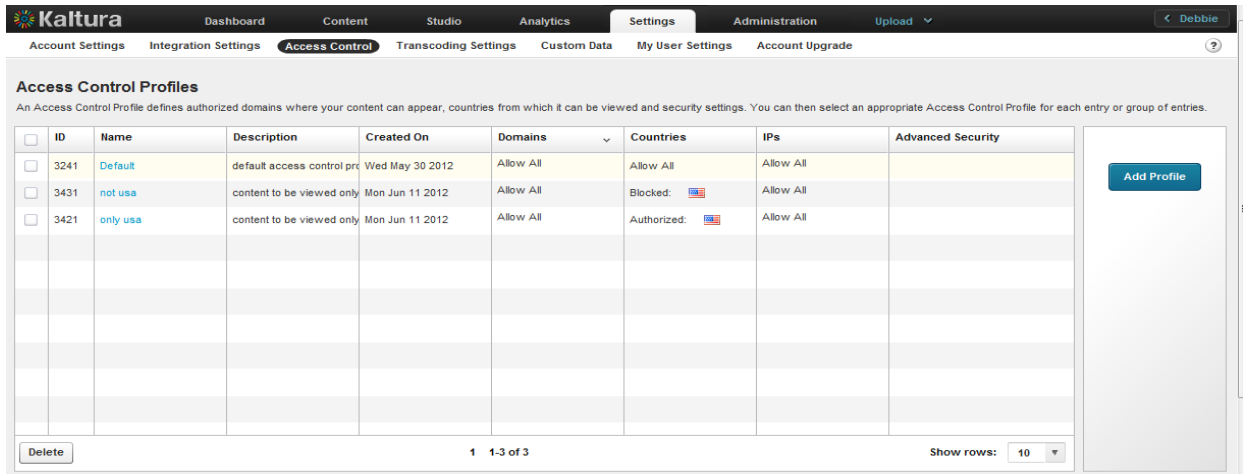 Kaltura Dashboard Content Studio Analytics Settings Administration Upload < Debbie
Account Settings Integration Settings Access Control Transcoding Settings Custom Data My User Settings Account Upgrade ?
Access Control Profiles
An Access Control Profile defines authorized domains where your content can appear, countries from which it can be viewed and security settings. You can then select an appropriate Access Control Profile for each entry or group of entries.
ID Name Description Created On Domains Countries IPs Advanced Security
3241 Default default access control pro Wed May 30 2012 Allow All Allow All Allow All
3431 not usa content to be viewed only Mon Jun 11 2012 Allow All Blocked: Allow All
3421 only usa content to be viewed only Mon Jun 11 2012 Allow All Authorized: Allow All
Add Profile
Delete 1 1-3 of 3 Show rows: 10